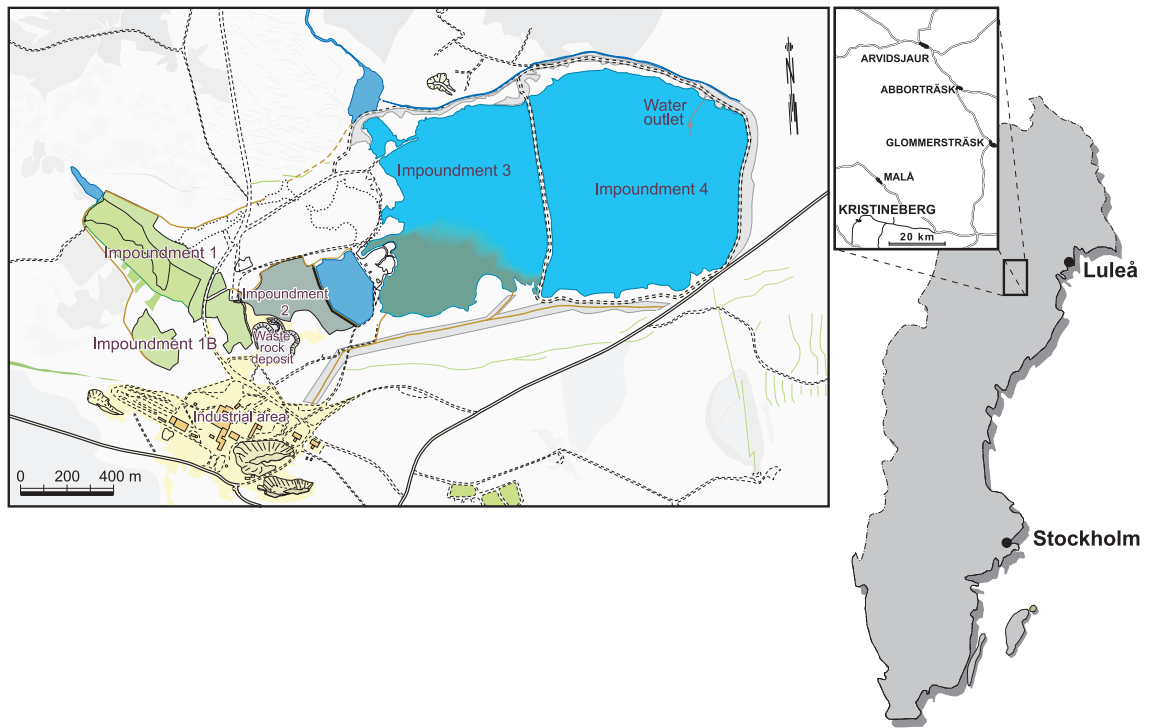 N
Water
outlet
Impoundment 3
Impoundment 4
Impoundment 1
Impoundment
2
Waste
rock
deposit
Impoundment 1B
Industrial area
0 200 400 m
ARVIDSJAUR
ABBORTRÄSK
GLOMMERSTRÄSK
MALÅ
KRISTINEBERG
20 km
Luleå
Stockholm